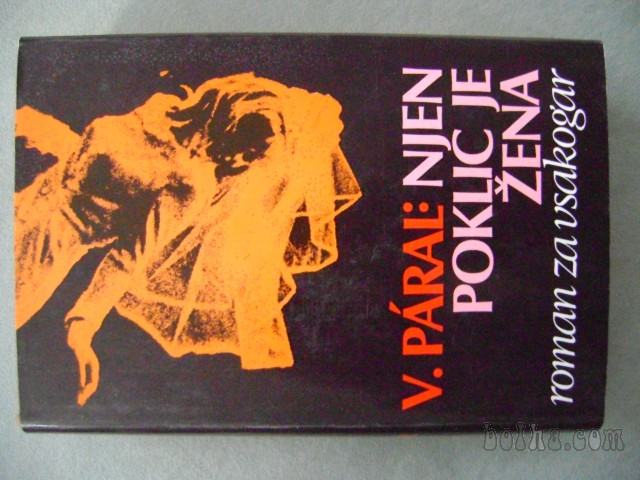 V. PÁRAL: NJEN
POKLIC JE
ŽENA
roman za vsakogar
bolha.com